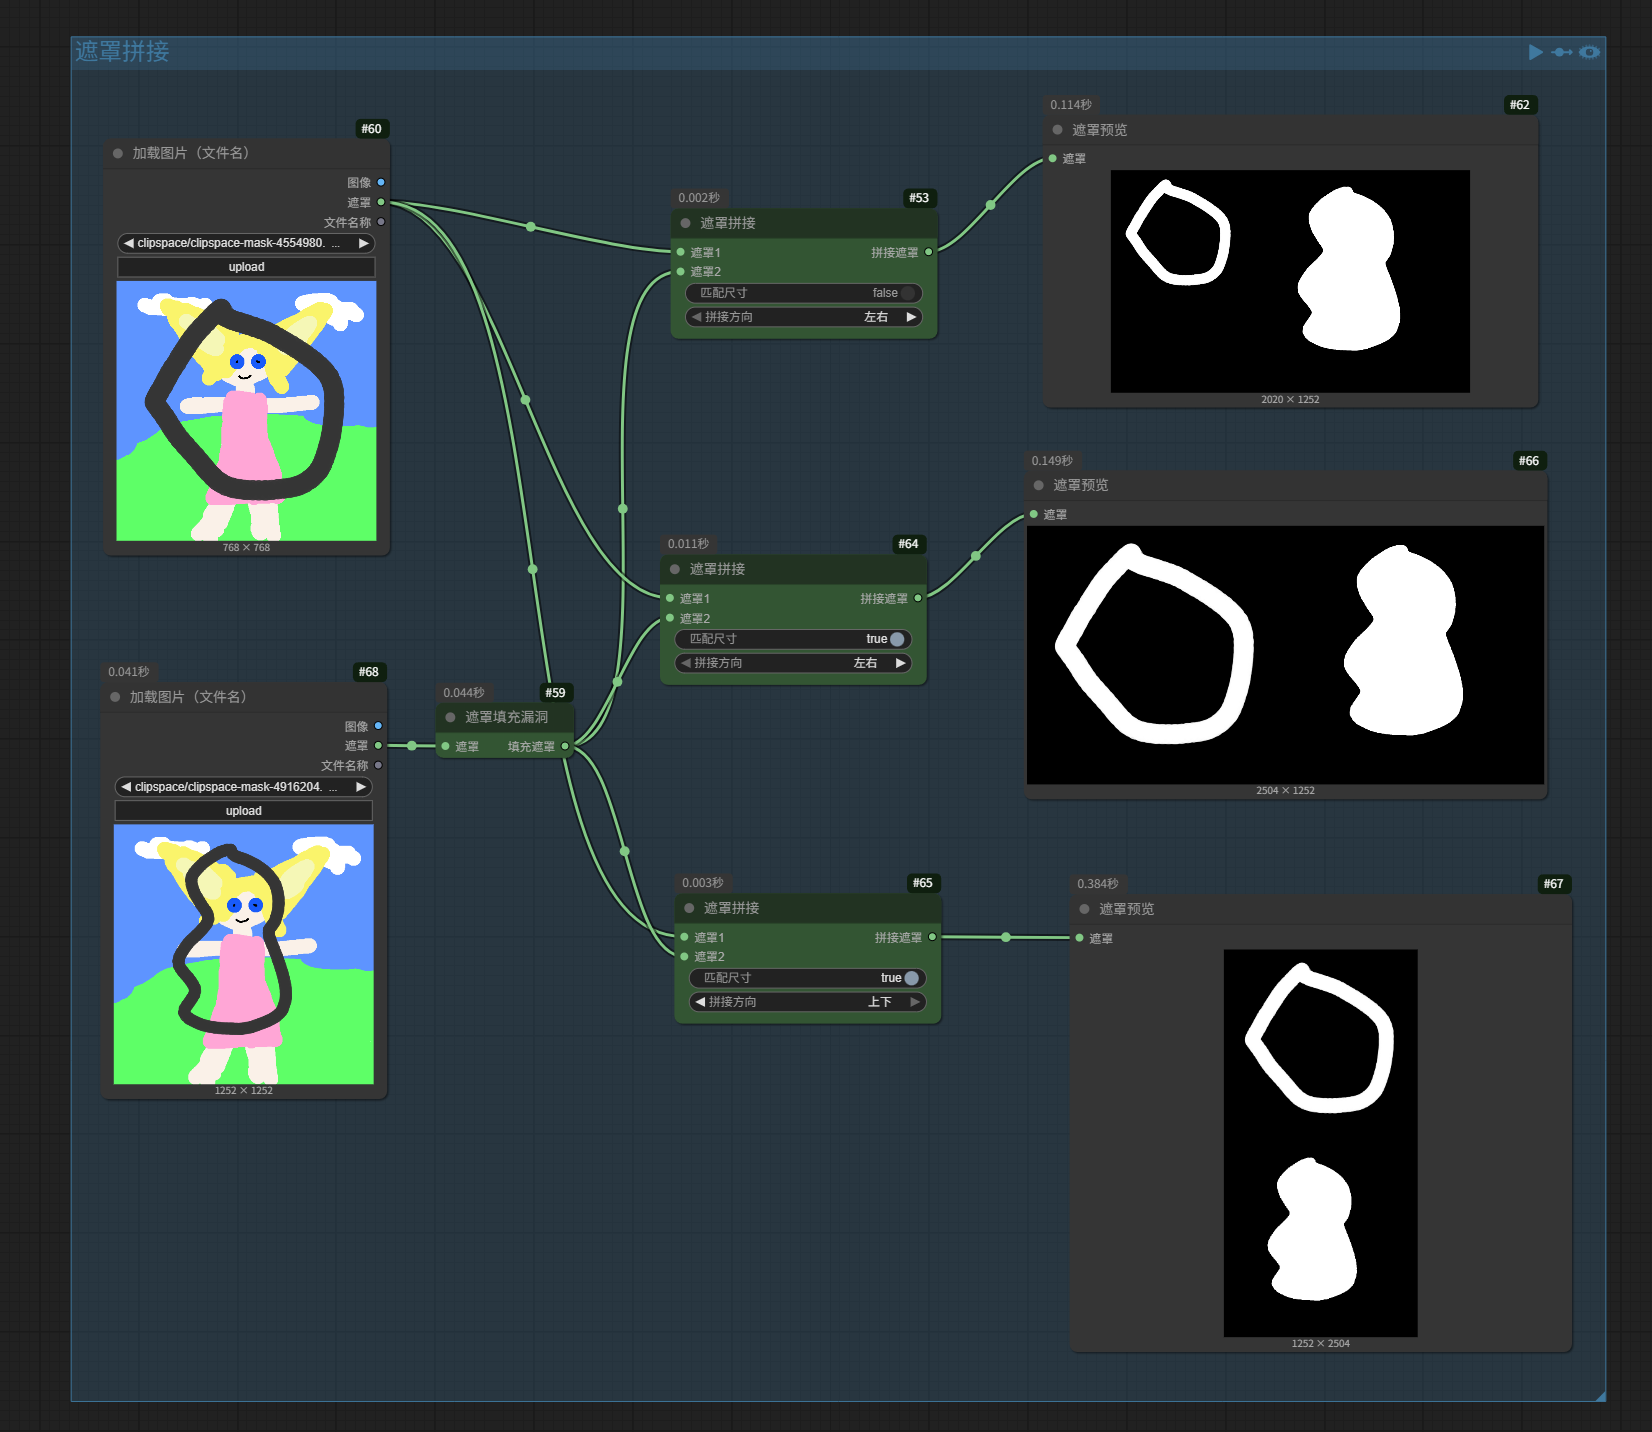 遮罩拼接
#60
加载图片（文件名）
图像
遮罩
文件名称
clipspace/clipspace-mask-4554980. ...
upload
768 × 768
0.041秒
#68
加载图片（文件名）
图像
遮罩
文件名称
clipspace/clipspace-mask-4916204. ...
upload
1252 × 1252
0.044秒
#59
遮罩填充漏洞
遮罩 填充遮罩
0.002秒
#53
遮罩拼接
遮罩1 拼接遮罩
遮罩2
匹配尺寸 false
拼接方向 左右
0.011秒
#64
遮罩拼接
遮罩1 拼接遮罩
遮罩2
匹配尺寸 true
拼接方向 左右
0.003秒
#65
遮罩拼接
遮罩1 拼接遮罩
遮罩2
匹配尺寸 true
拼接方向 上下
0.114秒
#62
遮罩预览
遮罩
2020 × 1252
0.149秒
#66
遮罩预览
遮罩
2504 × 1252
0.384秒
#67
遮罩预览
遮罩
1252 × 2504